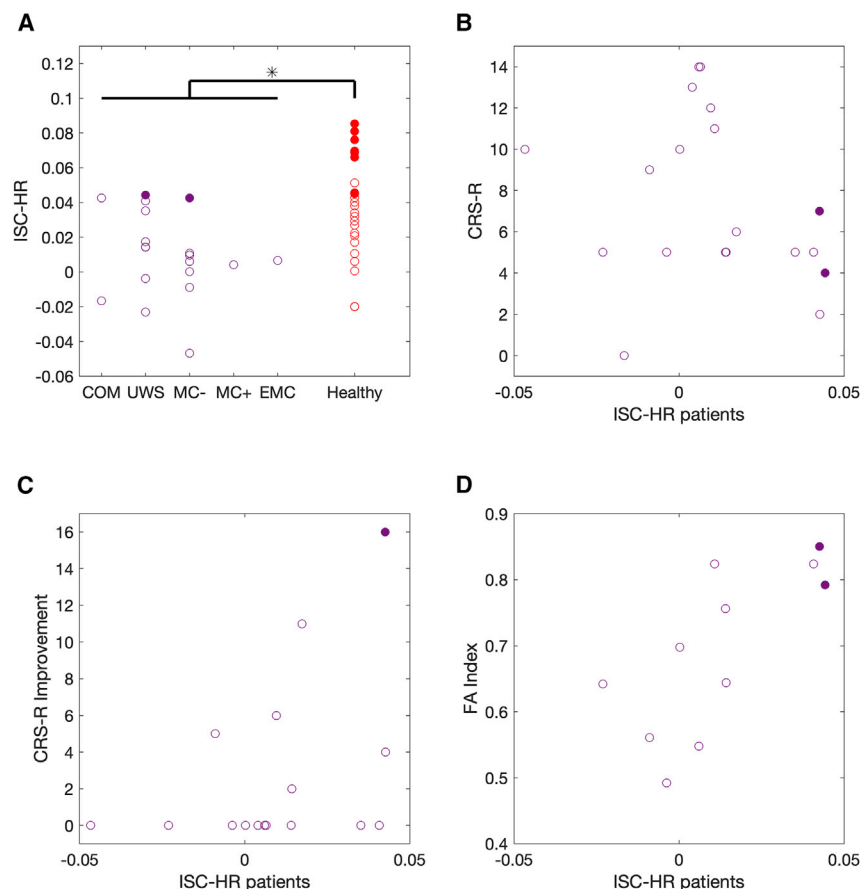 A
ISC-HR
0.12
0.1
0.08
0.06
0.04
0.02
0
-0.02
-0.04
-0.06
*
COM UWS MC- MC+ EMC Healthy
B
CRS-R
14
12
10
8
6
4
2
0
-0.05 0 0.05
ISC-HR patients
C
CRS-R Improvement
16
14
12
10
8
6
4
2
0
-0.05 0 0.05
ISC-HR patients
D
FA Index
0.9
0.8
0.7
0.6
0.5
0.4
-0.05 0 0.05
ISC-HR patients